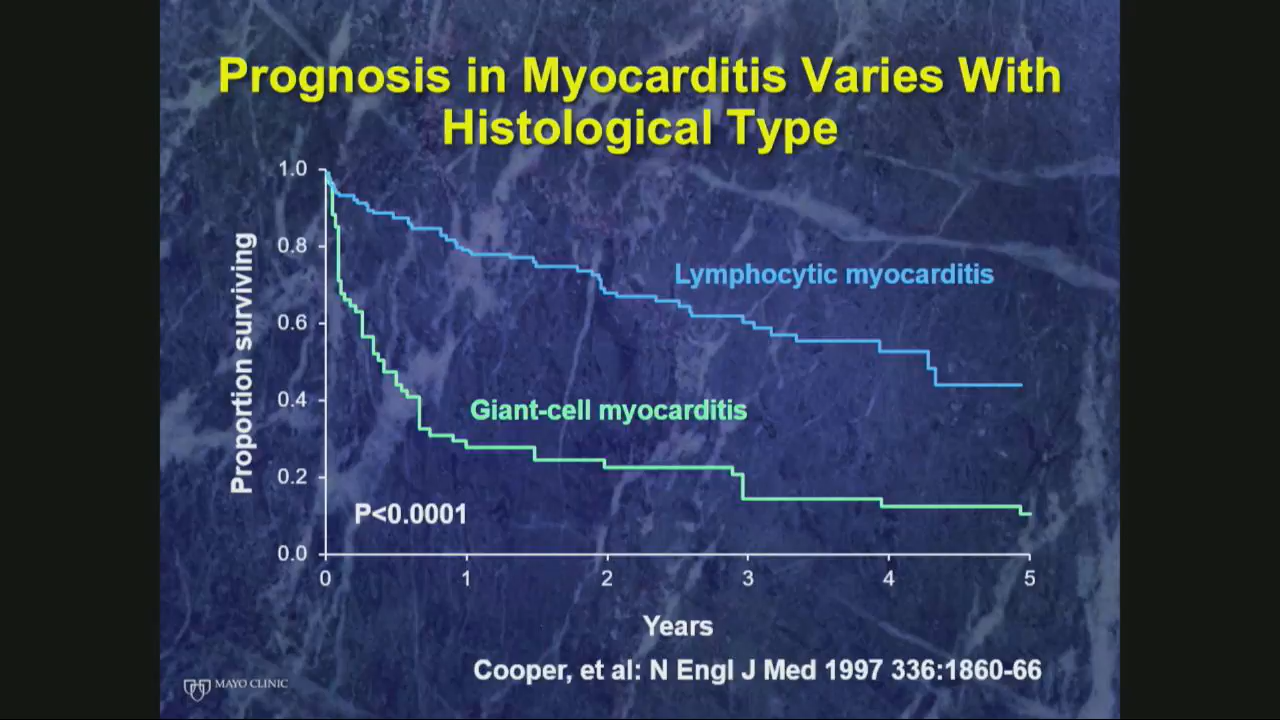 Prognosis in Myocarditis Varies With
Histological Type
Proportion surviving
1.0
0.8
0.6
0.4
0.2
0.0
Lymphocytic myocarditis
Giant-cell myocarditis
P<0.0001
0 1 2 3 4 5
Years
Cooper, et al: N Engl J Med 1997 336:1860-66
MAYO CLINIC